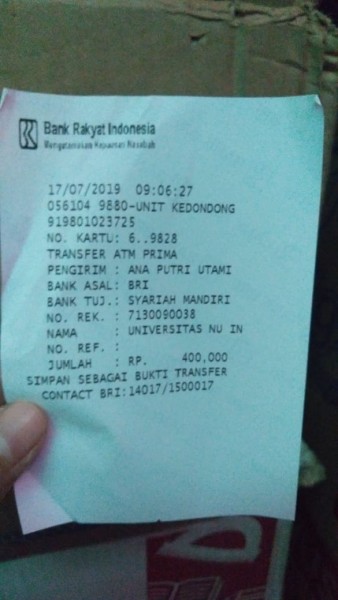 Bank Rakyat Indonesia
Mengutamakan Kepuasan Nasabah
17/07/2019 09:06:27
056104 9880-UNIT KEDONDONG
919801023725
NO. KARTU: 6..9828
TRANSFER ATM PRIMA
PENGIRIM : ANA PUTRI UTAMI
BANK ASAL: BRI
BANK TUJ.: SYARIAH MANDIRI
NO. REK. : 7130090038
NAMA : UNIVERSITAS NU IN
NO. REF. :
JUMLAH : RP. 400,000
SIMPAN SEBAGAI BUKTI TRANSFER
CONTACT BRI:14017/1500017